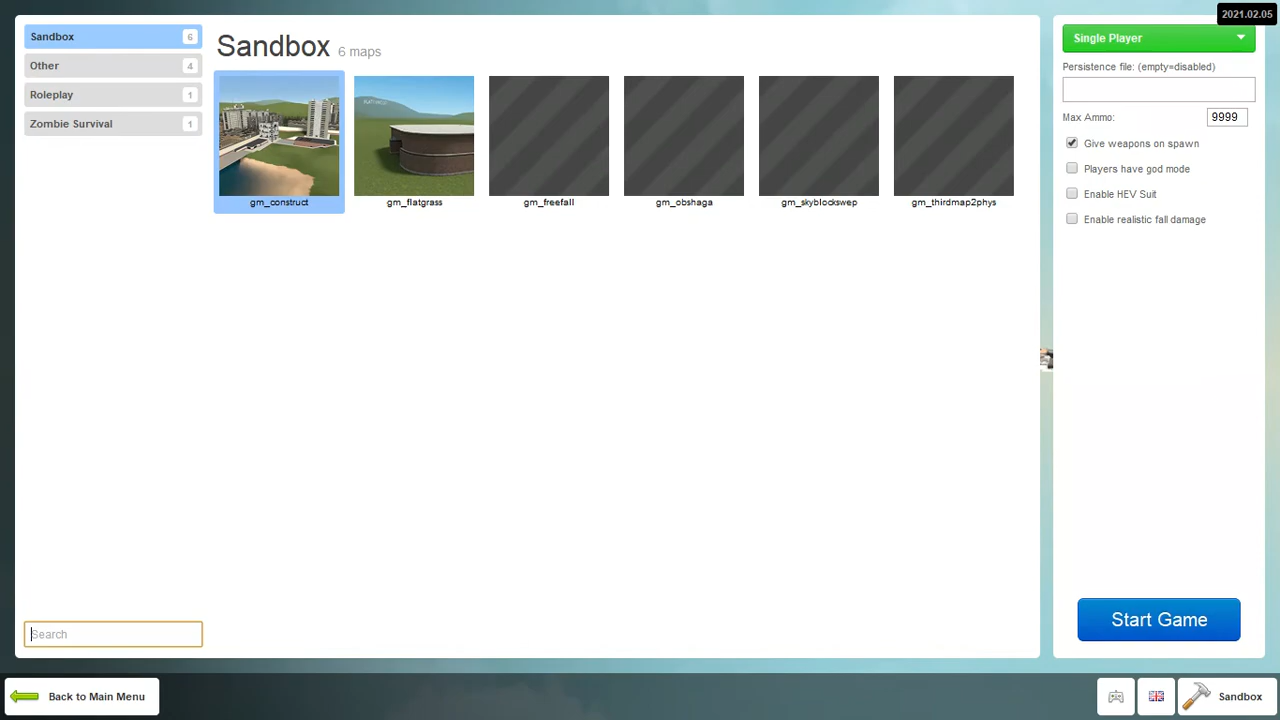 2021.02.05
Sandbox 6
Other 4
Roleplay 1
Zombie Survival 1
Search
Sandbox 6 maps
gm_construct
gm_flatgrass
gm_freefall
gm_obshaga
gm_skyblockswep
gm_thirdmap2phys
Single Player
Persistence file: (empty=disabled)
Max Ammo: 9999
Give weapons on spawn
Players have god mode
Enable HEV Suit
Enable realistic fall damage
Start Game
Back to Main Menu
Sandbox